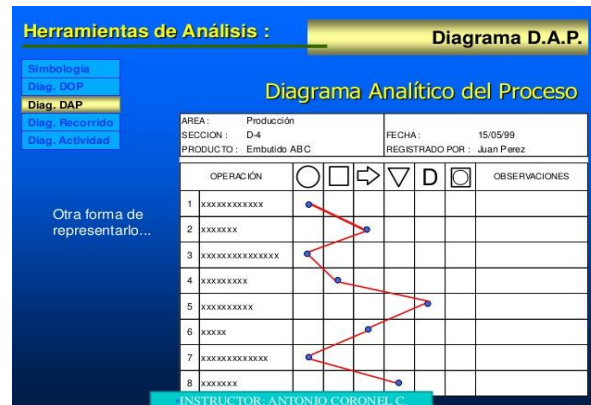 Herramientas de Análisis :
Diagrama D.A.P.
Simbología
Diag. DOP
Diag. DAP
Diag. Recorrido
Diag. Actividad
Diagrama Analítico del Proceso
Otra forma de
representarlo...
AREA : Producción
SECCION : D-4 FECHA : 15/05/99
PRODUCTO : Embutido ABC REGISTRADO POR : Juan Perez
OPERACIÓN D OBSERVACIONES
1 xxxxxxxxxxxx
2 xxxxxxx
3 xxxxxxxxxxxxxxx
4 xxxxxxxxx
5 xxxxxxxxxx
6 xxxxx
7 xxxxxxxxxxxxx
8 xxxxxxx
•INSTRUCTOR: ANTONIO CORONEL C.